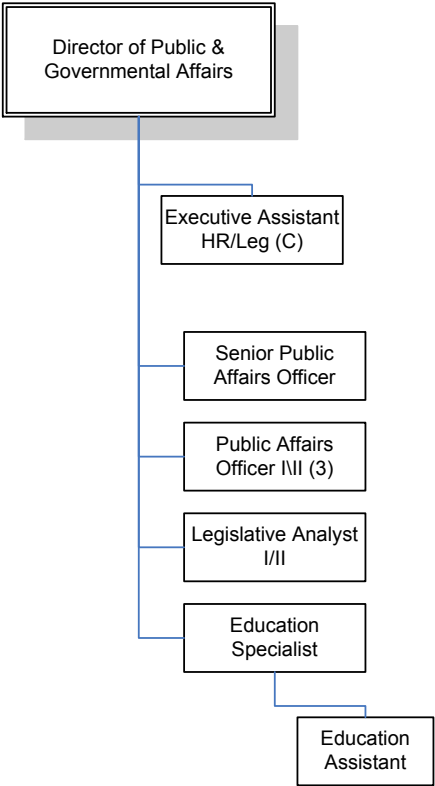 Director of Public &
Governmental Affairs
Executive Assistant
HR/Leg (C)
Senior Public
Affairs Officer
Public Affairs
Officer I\II (3)
Legislative Analyst
I/II
Education
Specialist
Education
Assistant